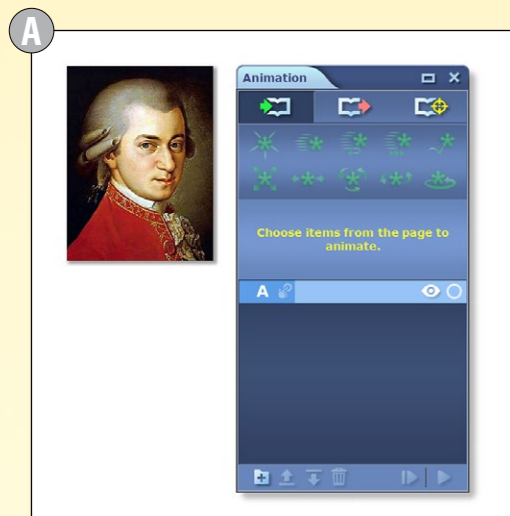 A
Animation
Choose items from the page to
animate.
A